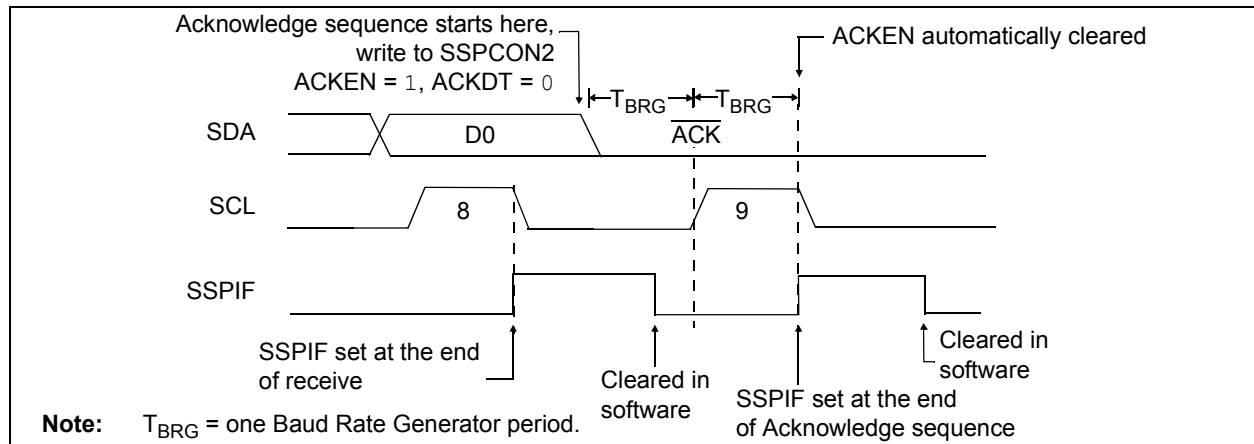 Acknowledge sequence starts here,
write to SSPCON2
ACKEN = 1, ACKDT = 0
ACKEN automatically cleared
TBRG
TBRG
SDA
D0
ACK
SCL
8
9
SSPIF
SSPIF set at the end
of receive
Cleared in
software
SSPIF set at the end
of Acknowledge sequence
Cleared in
software
Note: TBRG = one Baud Rate Generator period.